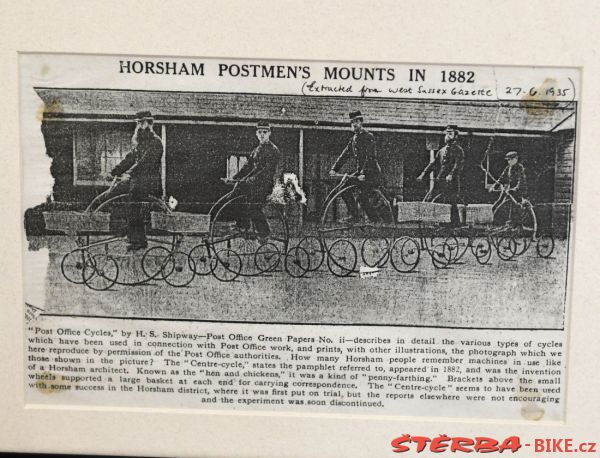 HORSHAM POSTMEN'S MOUNTS IN 1882
(Extracted from West Sussex Gazette 27-6-1935)
"Post Office Cycles," by H. S. Shipway—Post Office Green Papers No. ii—describes in detail the various types of cycles
which have been used in connection with Post Office work, and prints, with other illustrations, the photograph which we
here reproduce by permission of the Post Office authorities. How many Horsham people remember machines in use like
those shown in the picture? The "Centre-cycle," states the pamphlet referred to, appeared in 1882, and was the invention
of a Horsham architect. Known as the "hen and chickens," it was a kind of "penny-farthing." Brackets above the small
wheels supported a large basket at each end for carrying correspondence. The "Centre-cycle" seems to have been used
with some success in the Horsham district, where it was first put on trial, but the reports elsewhere were not encouraging
and the experiment was soon discontinued.
ŠTĚRBA-BIKE.cz